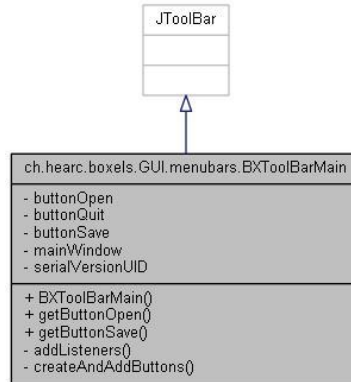 JToolBar
ch.hearc.boxels.GUI.menubars.BXToolBarMain
- buttonOpen
- buttonQuit
- buttonSave
- mainWindow
- serialVersionUID
+ BXToolBarMain()
+ getButtonOpen()
+ getButtonSave()
- addListeners()
- createAndAddButtons()